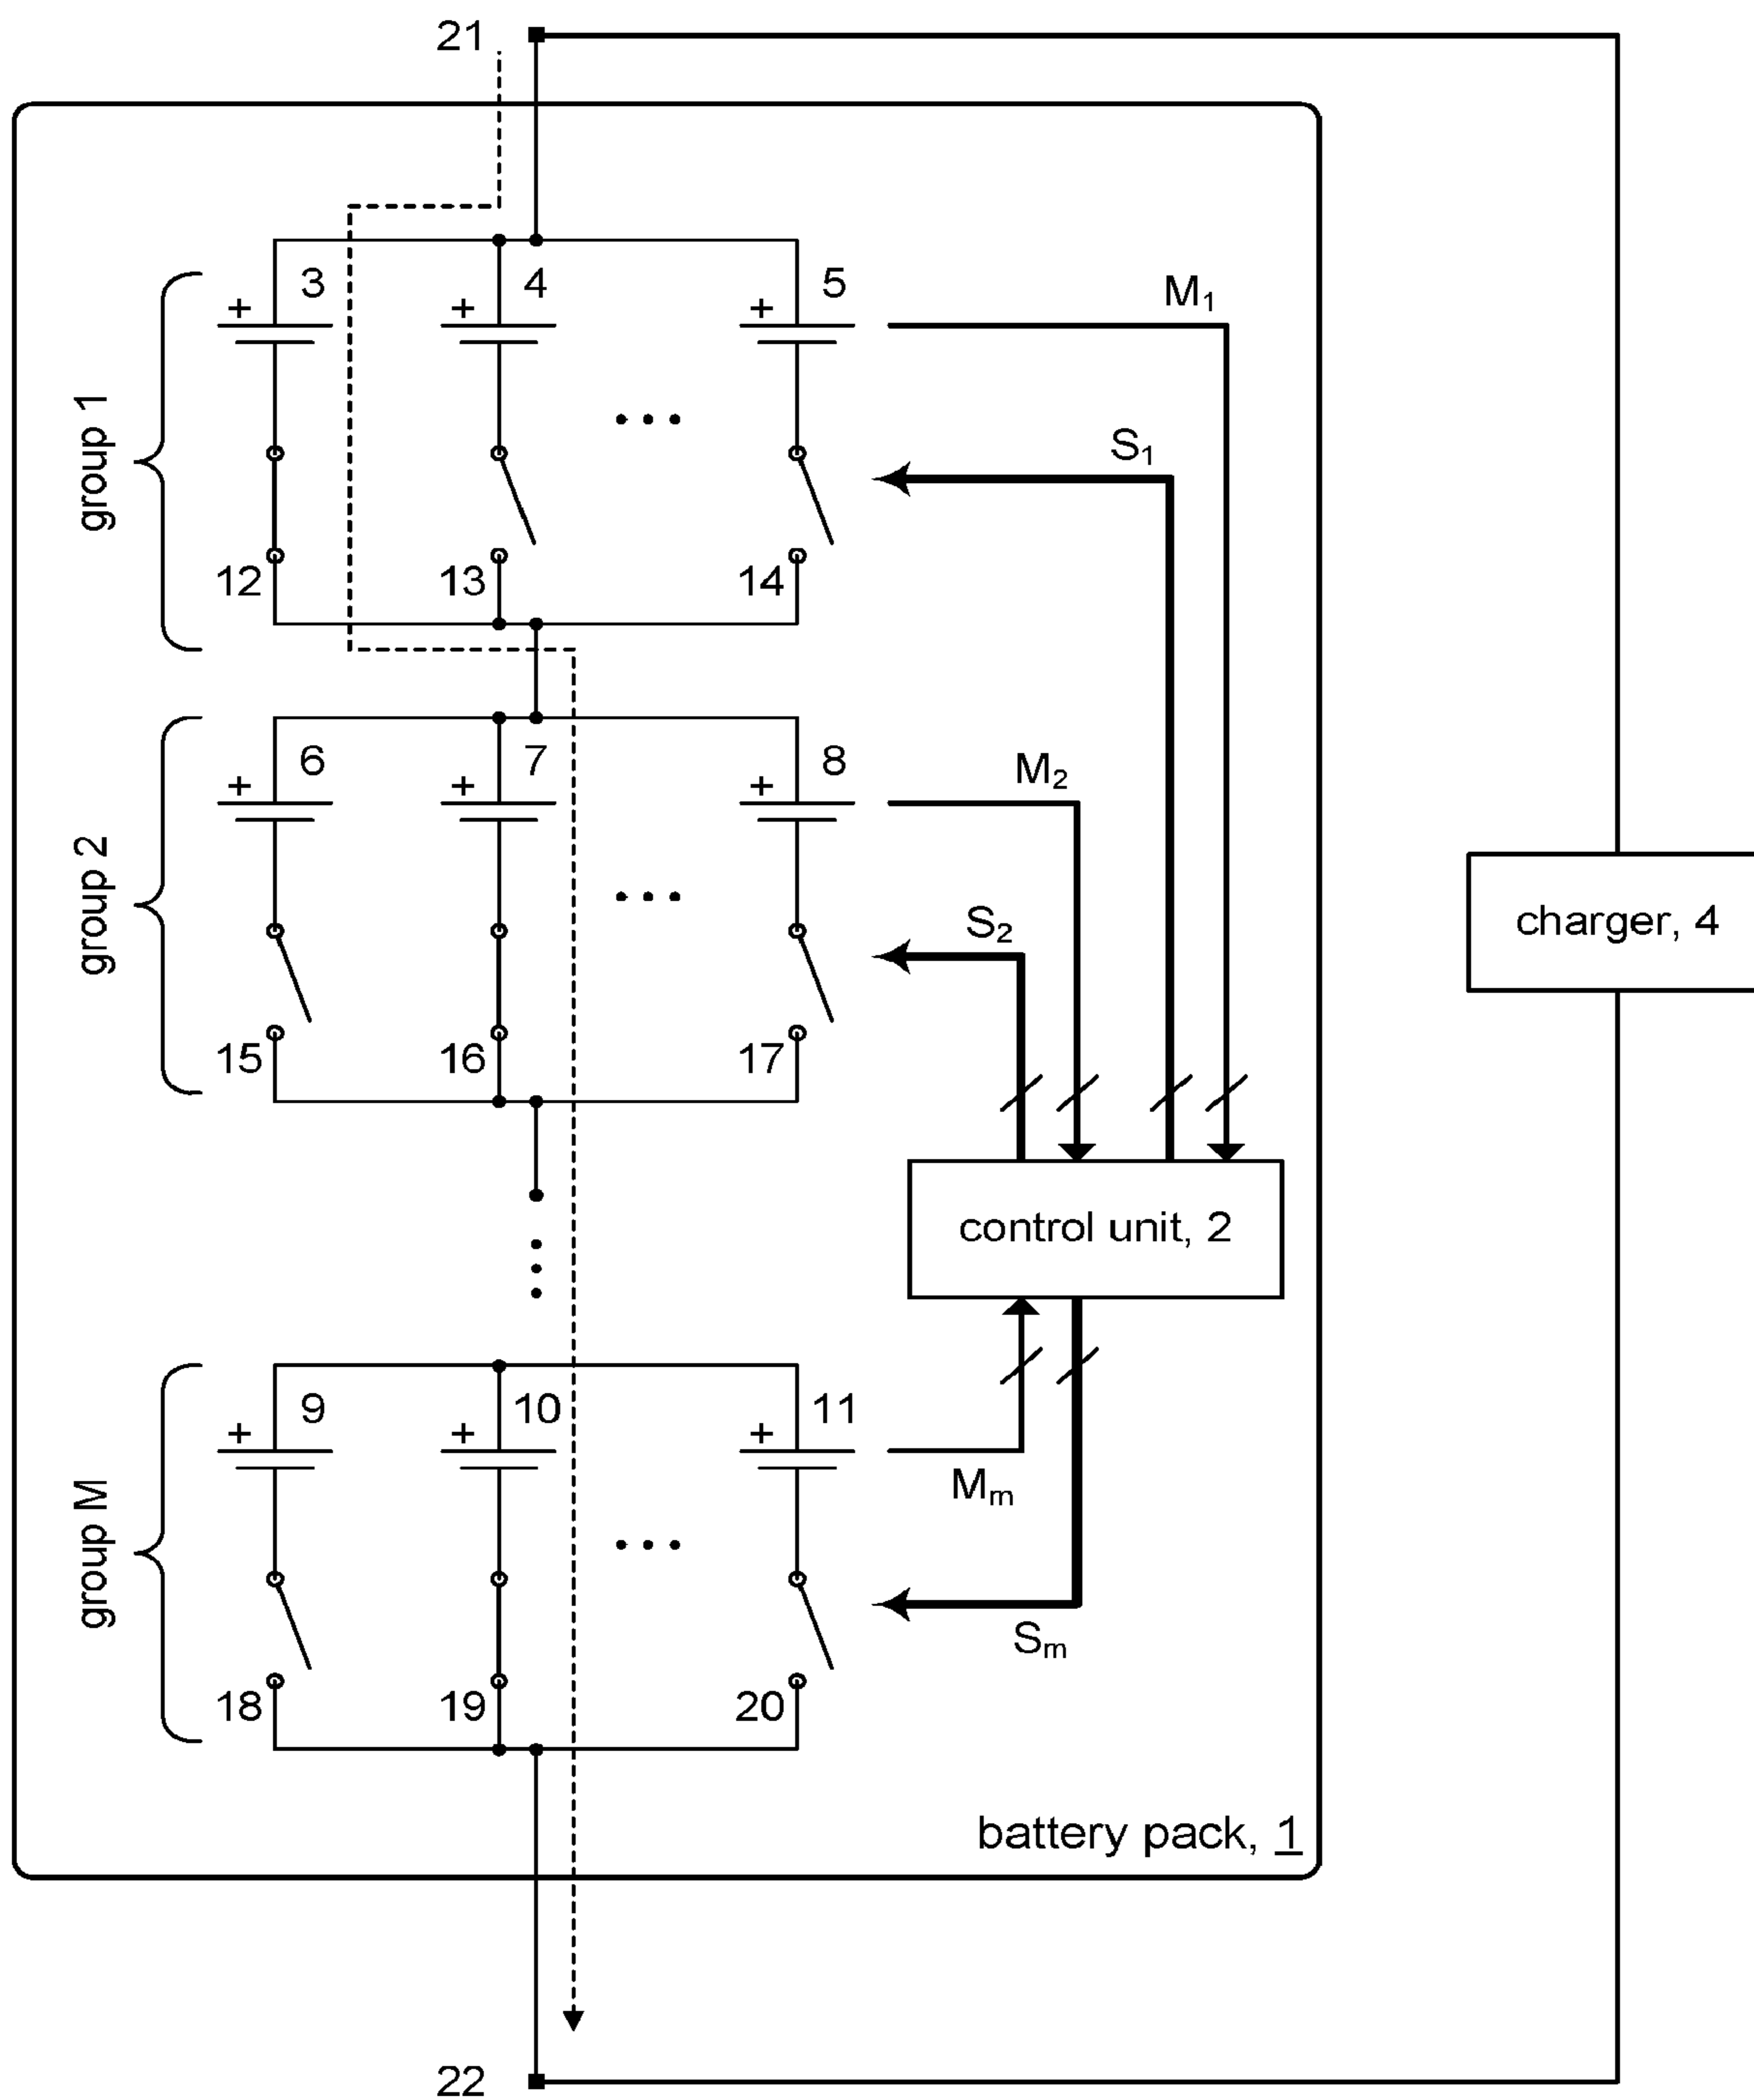 21
3 4 5
+ + +
M₁
group 1
S₁
12 13 14
6 7 8
+ + +
M₂
group 2
S₂
charger, 4
15 16 17
control unit, 2
9 10 11
+ + +
Mₘ
group M
Sₘ
18 19 20
battery pack, 1
22